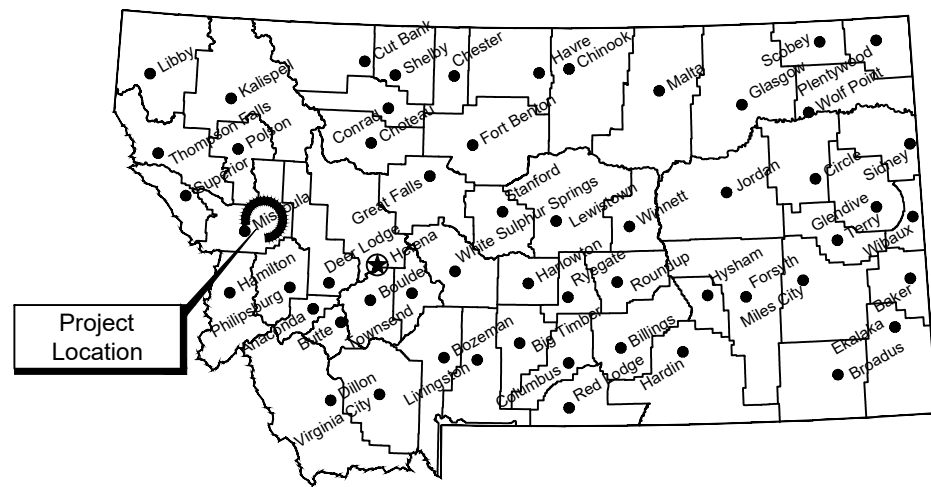 Libby
Kalispell
Cut Bank
Shelby
Chester
Havre
Chinook
Malta
Glasgow
Scobey
Plentywood
Wolf Point
Thompson Falls
Polson
Conrad
Choteau
Fort Benton
Superior
Missoula
Great Falls
Stanford
Lewistown
Winnett
Jordan
Circle
Sidney
Glendive
Terry
Wibaux
White Sulphur Springs
Deer Lodge
Helena
Hamilton
Philipsburg
Anaconda
Butte
Boulder
Townsend
Harlowton
Ryegate
Roundup
Hysham
Forsyth
Miles City
Baker
Ekalaka
Broadus
Project
Location
Bozeman
Livingston
Big Timber
Columbus
Billings
Red Lodge
Hardin
Dillon
Virginia City